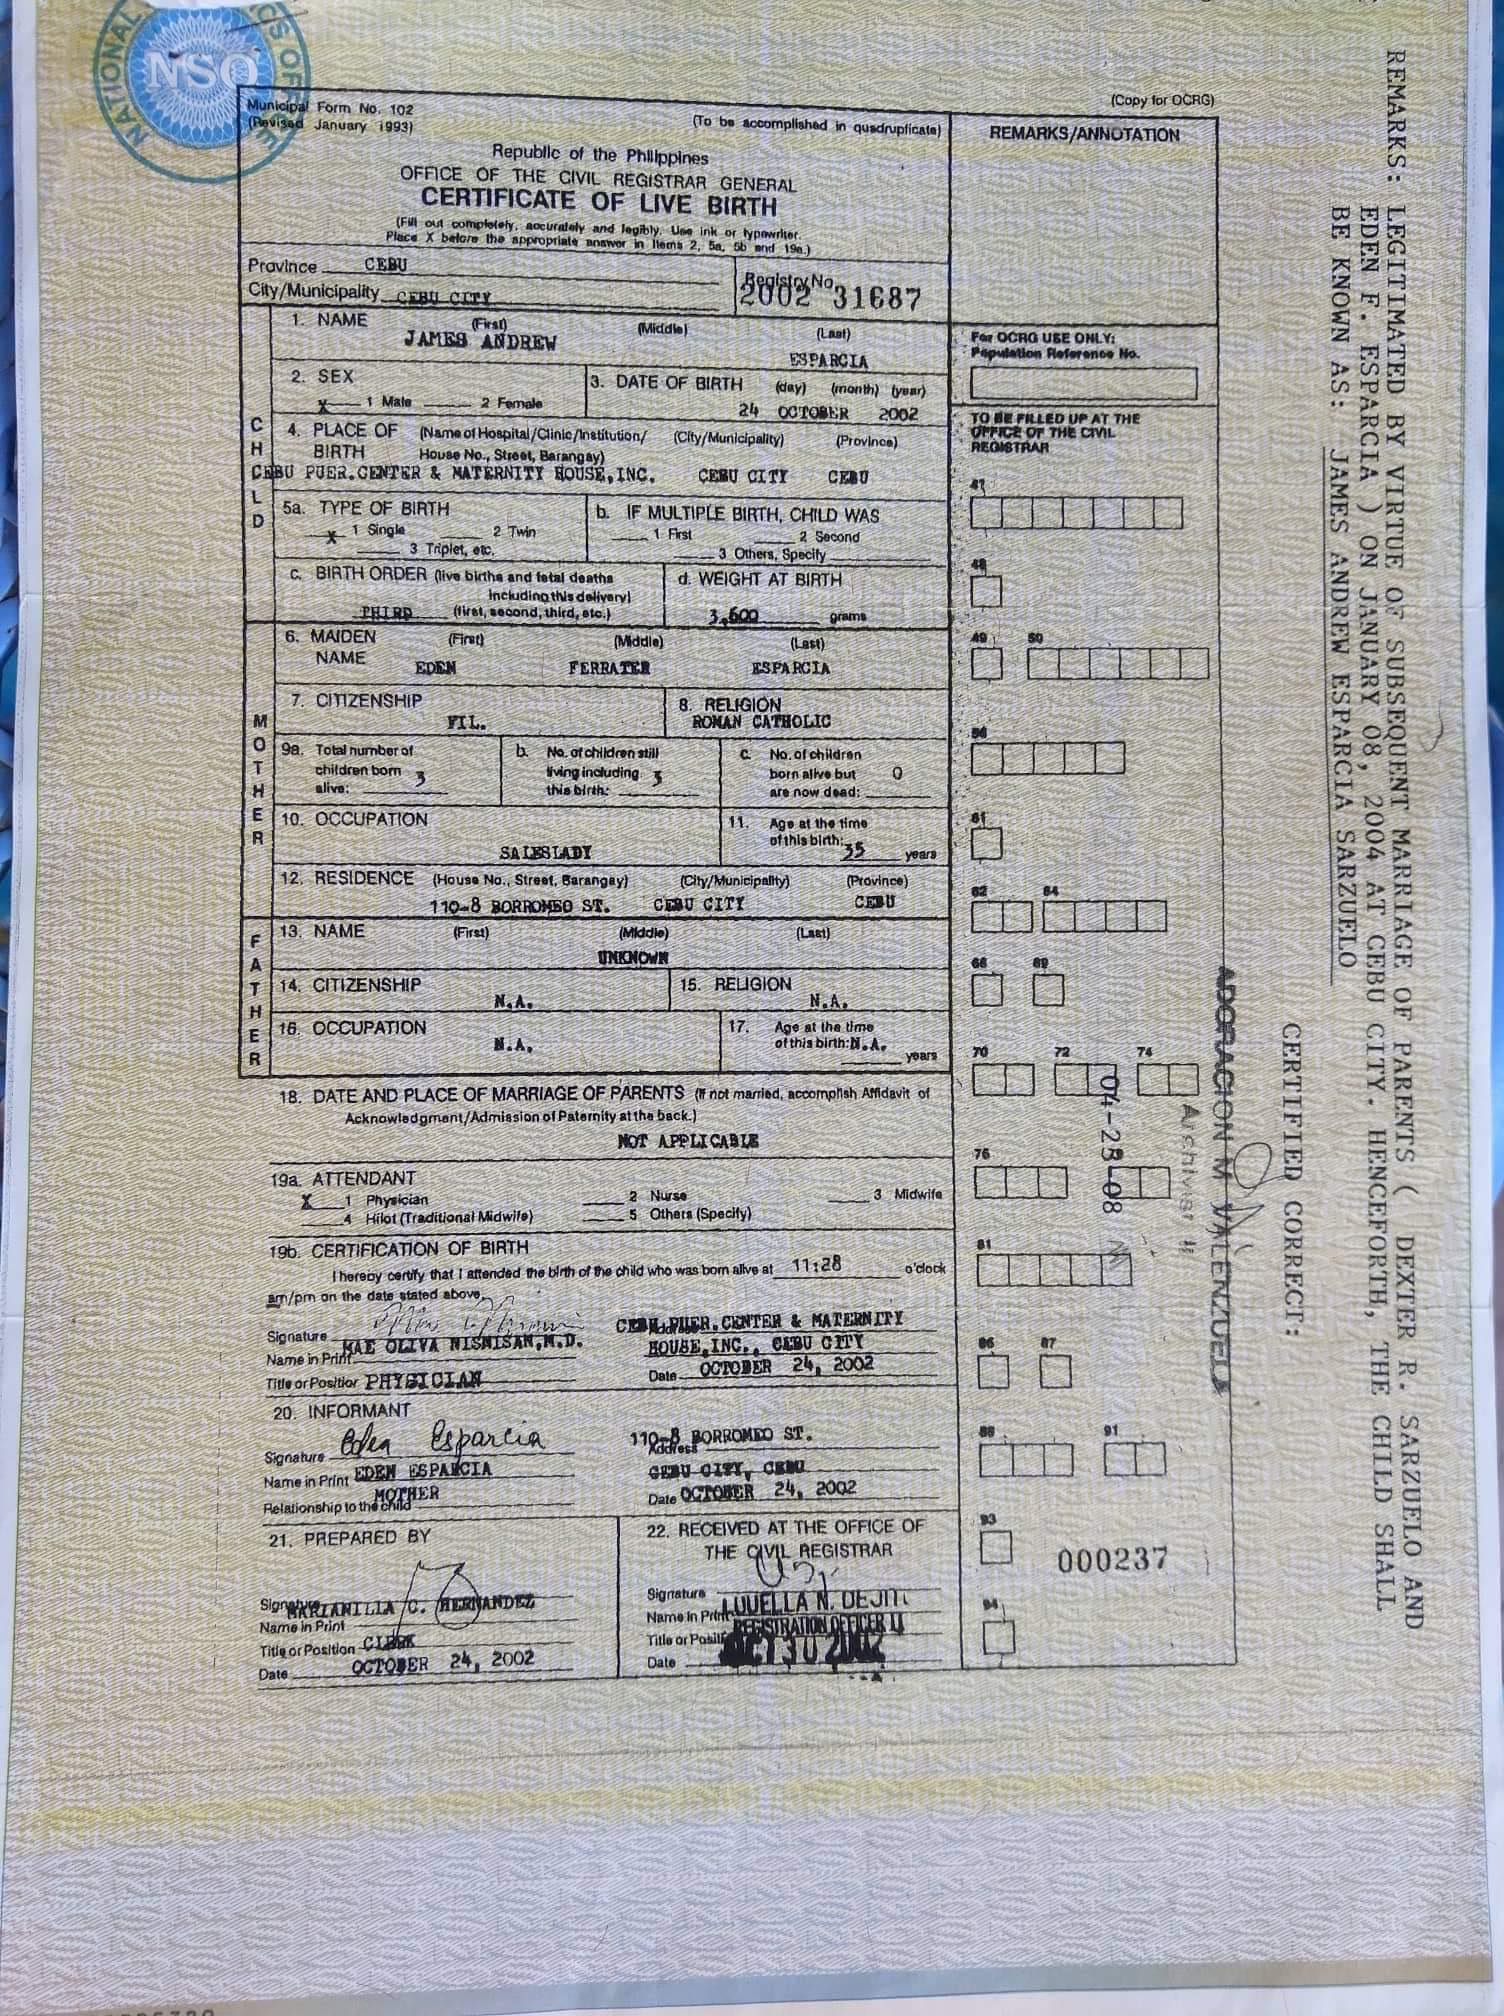 NATIONAL
NSO
Municipal Form No. 102
(Revised January 1993)
(To be accomplished in quadruplicate)
(Copy for OCRG)
Republic of the Philippines
OFFICE OF THE CIVIL REGISTRAR GENERAL
CERTIFICATE OF LIVE BIRTH
(Fill out completely, accurately and legibly. Use ink or typewriter.
Place X before the appropriate answer in Items 2, 5a, 5b and 19a.)
REMARKS/ANNOTATION
Province CEBU
City/Municipality CEBU CITY
Registry No.
2002 31687
CHILD
1. NAME (First) (Middle) (Last)
JAMES ANDREW ESPARCIA
2. SEX
X 1 Male 2 Female
3. DATE OF BIRTH (day) (month) (year)
24 OCTOBER 2002
4. PLACE OF BIRTH (Name of Hospital/Clinic/Institution/ (City/Municipality) (Province)
House No., Street, Barangay)
CEBU PUER.CENTER & MATERNITY HOUSE,INC. CEBU CITY CEBU
5a. TYPE OF BIRTH
X 1 Single 2 Twin
3 Triplet, etc.
b. IF MULTIPLE BIRTH, CHILD WAS
1 First 2 Second
3 Others, Specify
c. BIRTH ORDER (live births and fetal deaths
including this delivery)
THIRD (first, second, third, etc.)
d. WEIGHT AT BIRTH
3,600 grams
MOTHER
6. MAIDEN NAME (First) (Middle) (Last)
EDEN FERRATER ESPARCIA
7. CITIZENSHIP
FIL.
8. RELIGION
ROMAN CATHOLIC
9a. Total number of
children born
alive: 3
b. No. of children still
living including
this birth: 3
c. No. of children
born alive but
are now dead: 0
10. OCCUPATION
SALESLADY
11. Age at the time
of this birth: 35 years
12. RESIDENCE (House No., Street, Barangay) (City/Municipality) (Province)
110-8 BORROMEO ST. CEBU CITY CEBU
FATHER
13. NAME (First) (Middle) (Last)
UNKNOWN
14. CITIZENSHIP
N.A.
15. RELIGION
N.A.
16. OCCUPATION
N.A.
17. Age at the time
of this birth: N.A. years
18. DATE AND PLACE OF MARRIAGE OF PARENTS (If not married, accomplish Affidavit of
Acknowledgment/Admission of Paternity at the back.)
NOT APPLICABLE
19a. ATTENDANT
X 1 Physician 2 Nurse 3 Midwife
4 Hilot (Traditional Midwife) 5 Others (Specify)
19b. CERTIFICATION OF BIRTH
I hereby certify that I attended the birth of the child who was born alive at 11:28 o'clock
am/pm on the date stated above.
Signature
Name in Print MAE OLIVA NISNISAN,M.D.
Title or Position PHYSICIAN
CEBU PUER.CENTER & MATERNITY
HOUSE,INC., CEBU CITY
Date OCTOBER 24, 2002
20. INFORMANT
Signature Eden Esparcia
Name in Print EDEN ESPARCIA
Relationship to the child MOTHER
110-8 BORROMEO ST.
Address
CEBU CITY, CEBU
Date OCTOBER 24, 2002
21. PREPARED BY
Signature
MARIANILLA C. HERNANDEZ
Name in Print
Title or Position CLERK
Date OCTOBER 24, 2002
22. RECEIVED AT THE OFFICE OF
THE CIVIL REGISTRAR
Signature
Name in Print
Title or Position REGISTRATION OFFICER II
Date OCT 30 2002
For OCRG USE ONLY:
Population Reference No.
TO BE FILLED UP AT THE
OFFICE OF THE CIVIL
REGISTRAR
41
48
49 50
56
61
62 64
68 69
70 72 74
76
81
86 87
88 91
93
94
000237
04-23-08
ADORACION M VALENZUELA
Archivist II
CERTIFIED CORRECT:
REMARKS: LEGITIMATED BY VIRTUE OF SUBSEQUENT MARRIAGE OF PARENTS ( DEXTER R. SARZUELO AND
EDEN F. ESPARCIA ) ON JANUARY 08, 2004 AT CEBU CITY. HENCEFORTH, THE CHILD SHALL
BE KNOWN AS: JAMES ANDREW ESPARCIA SARZUELO